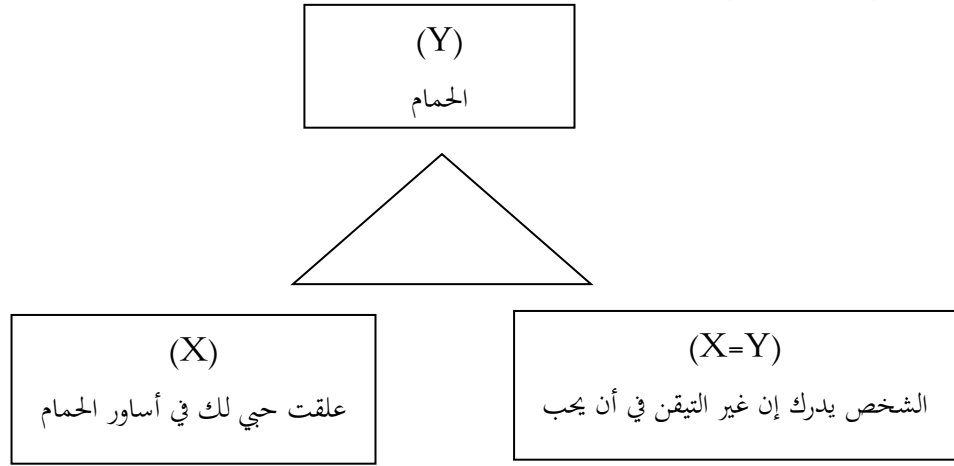 (Y)
الحمام
(X)
علقت حبي لك في أساور الحمام
(X=Y)
الشخص يدرك إن غير التيقن في أن يحب